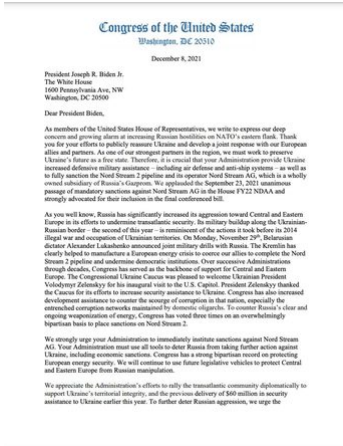 Congress of the United States
Washington, DC 20510
December 8, 2021
President Joseph R. Biden Jr.
The White House
1600 Pennsylvania Ave, NW
Washington, DC 20500
Dear President Biden,
As members of the United States House of Representatives, we write to express our deep
concern and growing alarm at increasing Russian hostilities on NATO's eastern flank. Thank
you for your efforts to publicly reassure Ukraine and develop a joint response with our European
allies and partners. As one of our strongest partners in the region, we must work to preserve
Ukraine's future as a free state. Therefore, it is crucial that your Administration provide Ukraine
increased defensive military assistance – including air defense and anti-ship systems – as well as
to fully sanction the Nord Stream 2 pipeline and its operator Nord Stream AG, which is a wholly
owned subsidiary of Russia's Gazprom. We applauded the September 23, 2021 unanimous
passage of mandatory sanctions against Nord Stream AG in the House FY22 NDAA and
strongly advocated for their inclusion in the final conferenced bill.
As you well know, Russia has significantly increased its aggression toward Central and Eastern
Europe in its efforts to undermine transatlantic security. Its military buildup along the Ukrainian-
Russian border – the second of this year – is reminiscent of the actions it took before its 2014
illegal war and occupation of Ukrainian territories. On Monday, November 29th, Belarusian
dictator Alexander Lukashenko announced joint military drills with Russia. The Kremlin has
clearly helped to manufacture a European energy crisis to coerce our allies to complete the Nord
Stream 2 pipeline and undermine democratic institutions. Over successive Administrations
through decades, Congress has served as the backbone of support for Central and Eastern
Europe. The Congressional Ukraine Caucus was pleased to welcome Ukrainian President
Volodymyr Zelenskyy for his inaugural visit to the U.S. Capitol. President Zelenskyy thanked
the Caucus for its efforts to increase security assistance to Ukraine. Congress has also increased
development assistance to counter the scourge of corruption in that nation, especially the
entrenched corruption networks maintained by domestic oligarchs. To counter Russia's clear and
ongoing weaponization of energy, Congress has voted three times on an overwhelmingly
bipartisan basis to place sanctions on Nord Stream 2.
We strongly urge your Administration to immediately institute sanctions against Nord Stream
AG. Your Administration must use all tools to deter Russia from taking further action against
Ukraine, including economic sanctions. Congress has a strong bipartisan record on protecting
European energy security. We will continue to use future legislative vehicles to protect Central
and Eastern Europe from Russian manipulation.
We appreciate the Administration's efforts to rally the transatlantic community diplomatically to
support Ukraine's territorial integrity, and the previous delivery of $60 million in security
assistance to Ukraine earlier this year. To further deter Russian aggression, we urge the